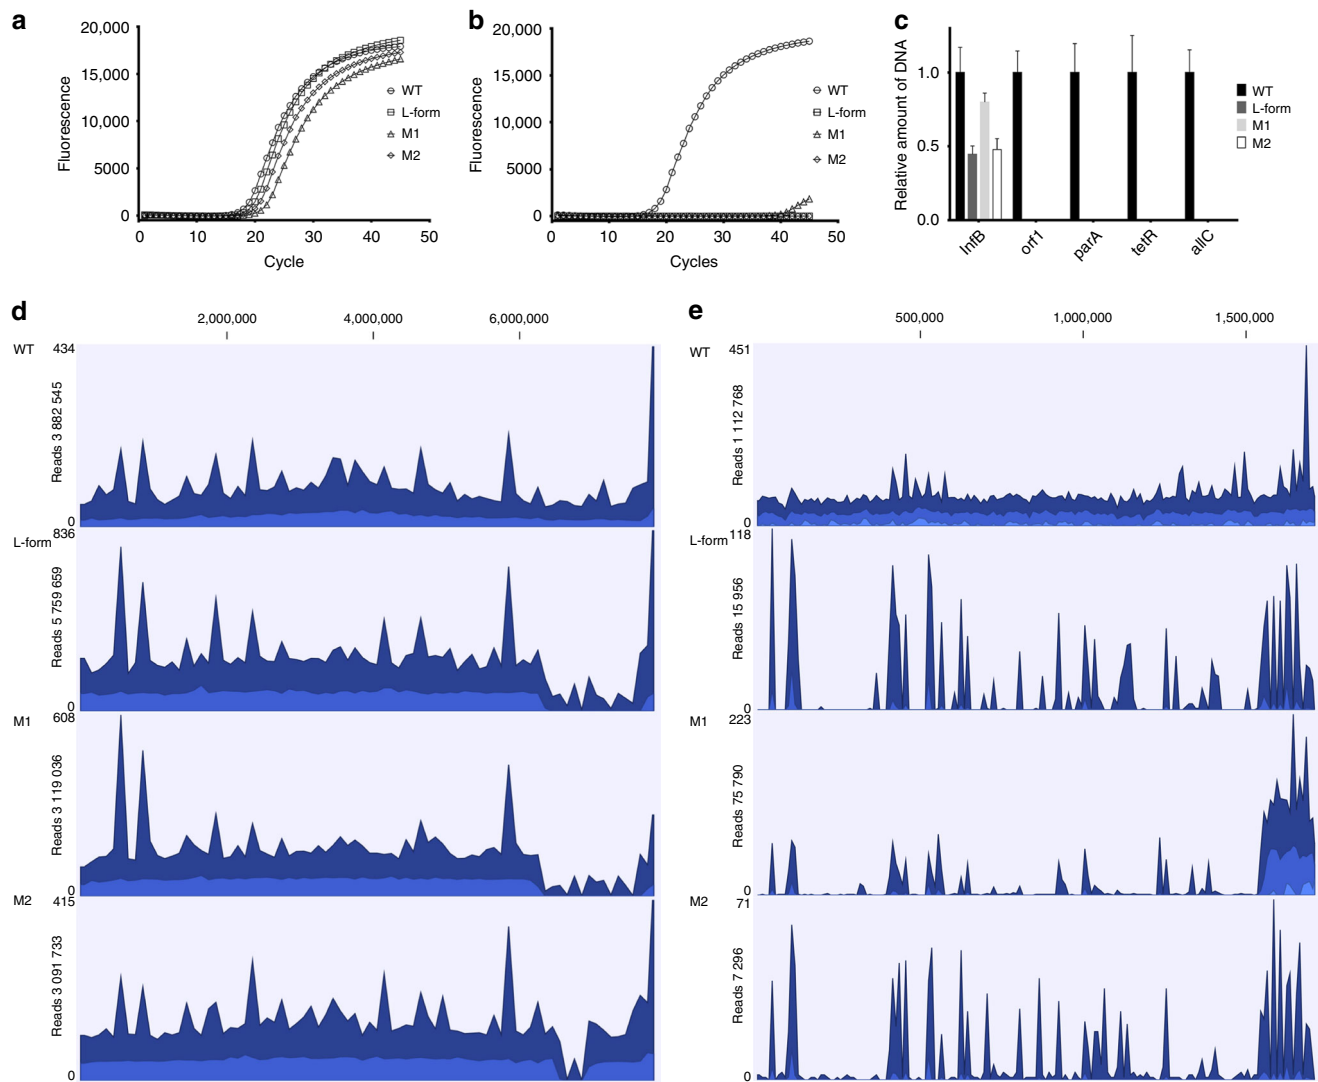 a
20,000
15,000
10,000
5000
0
Fluorescence
0 10 20 30 40 50
Cycle
WT
L-form
M1
M2
b
20,000
15,000
10,000
5000
0
Fluorescence
0 10 20 30 40 50
Cycles
WT
L-form
M1
M2
c
1.0
0.5
0.0
Relative amount of DNA
InfB orf1 parA tetR allC
WT
L-form
M1
M2
d
2,000,000 4,000,000 6,000,000
WT 434
Reads 3 882 545
0
L-form 836
Reads 5 759 659
0
M1 608
Reads 3 119 036
0
M2 415
Reads 3 091 733
0
e
500,000 1,000,000 1,500,000
WT 451
Reads 1 112 768
0
L-form 118
Reads 15 956
0
M1 223
Reads 75 790
0
M2 71
Reads 7 296
0